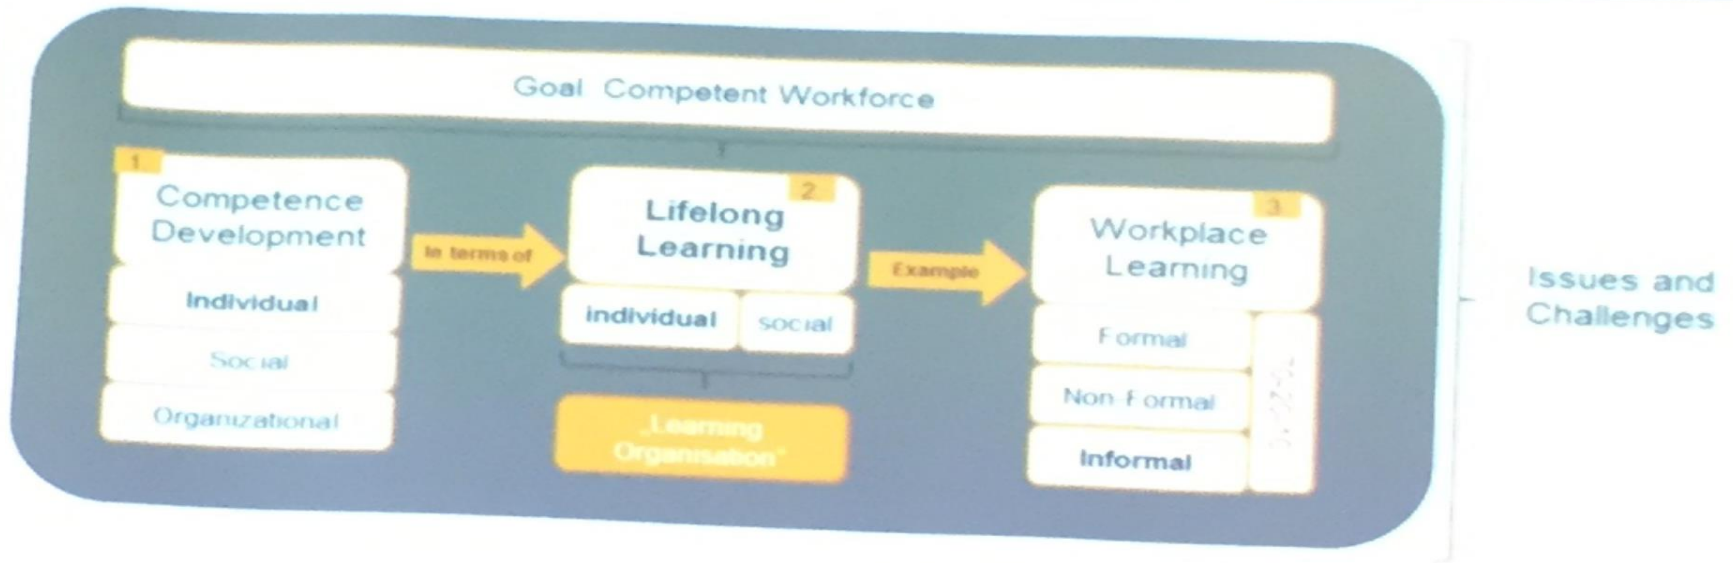 Goal Competent Workforce
1
Competence
Development
Individual
Social
Organizational
In terms of
2
Lifelong
Learning
individual
social
„Learning
Organisation"
Example
3
Workplace
Learning
Formal
Non Formal
Informal
Issues and
Challenges